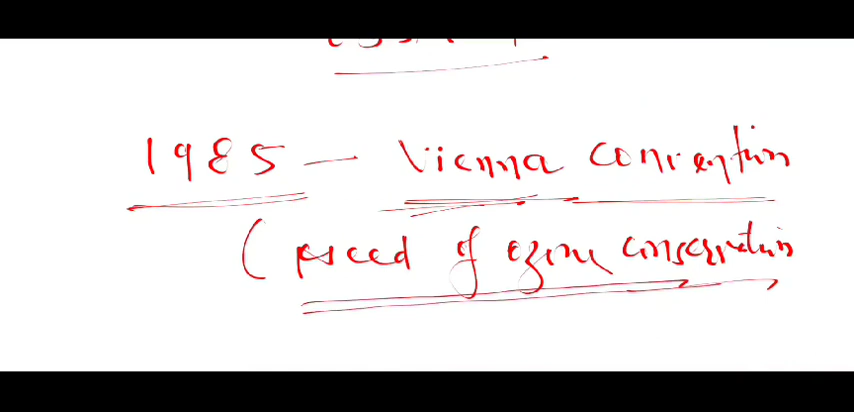 1985 — Vienna convention
( of ozone conservation